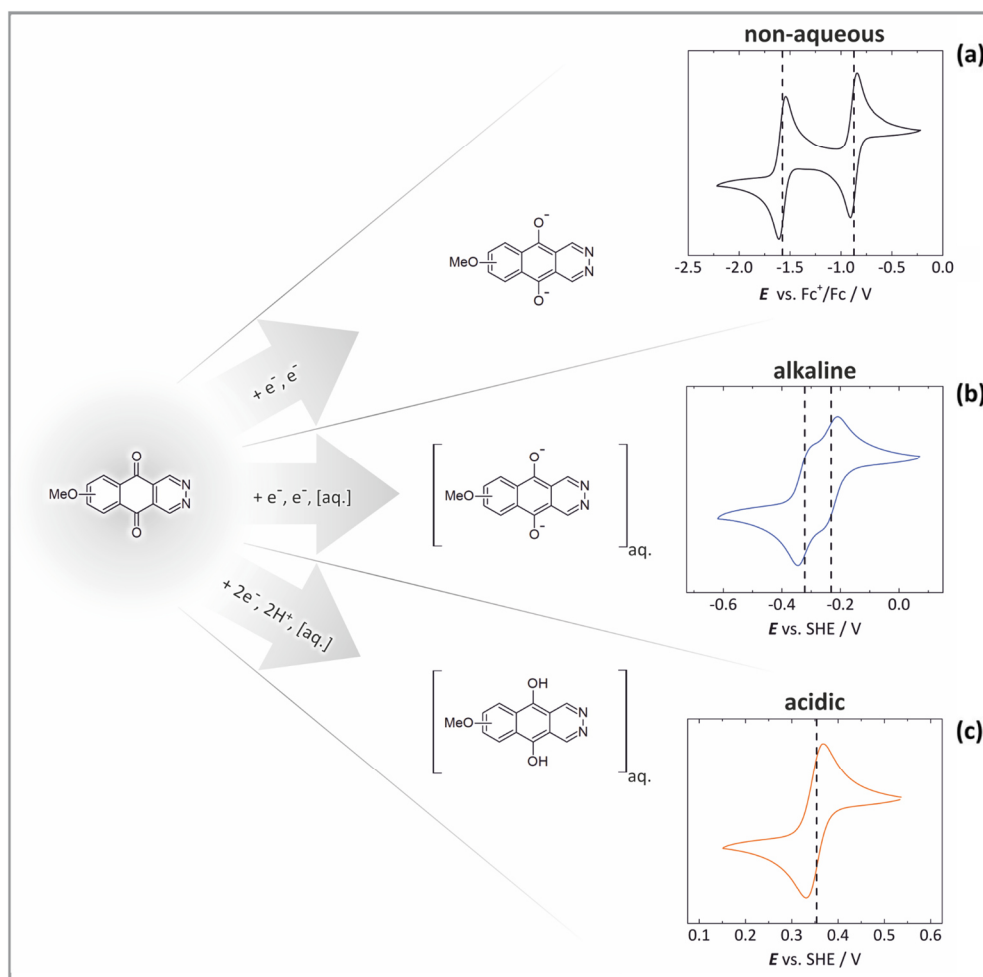 non-aqueous
(a)
-2.5 -2.0 -1.5 -1.0 -0.5 0.0
E vs. Fc⁺/Fc / V
O⁻
MeO
N
N
O⁻
+ e⁻, e⁻
alkaline
(b)
-0.6 -0.4 -0.2 0.0
E vs. SHE / V
O⁻
MeO
N
N
O⁻
aq.
+ e⁻, e⁻, [aq.]
O
MeO
N
N
O
+ 2e⁻, 2H⁺, [aq.]
OH
MeO
N
N
OH
aq.
acidic
(c)
0.1 0.2 0.3 0.4 0.5 0.6
E vs. SHE / V